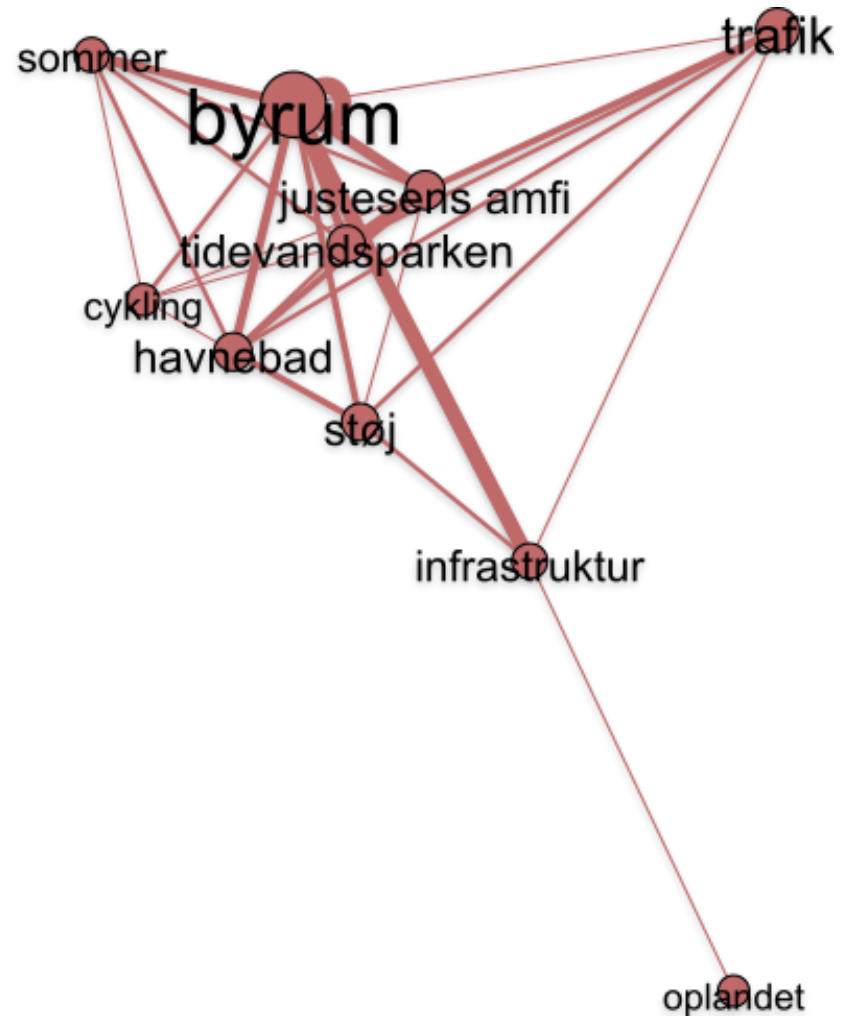 sommer
trafik
byrum
justesens amfi
tidevandsparken
cykling
havnebad
støj
infrastruktur
oplandet